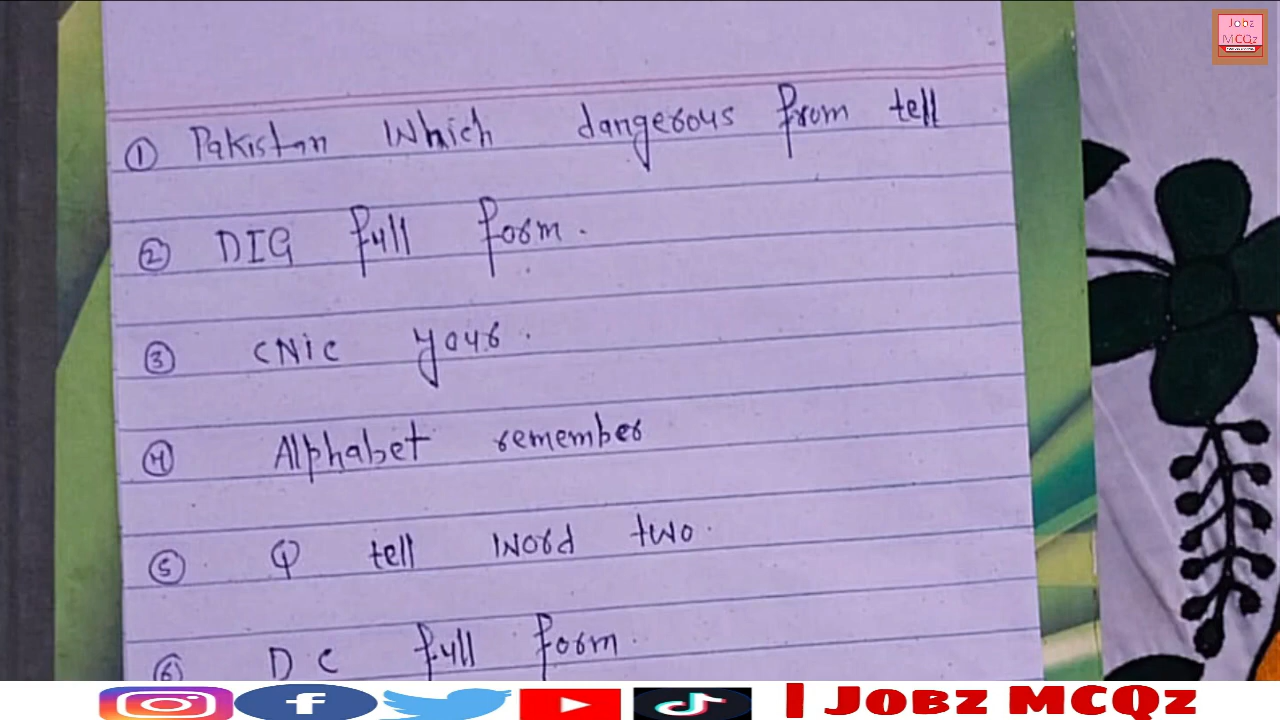 Jobz
MCQz
① Pakistan Which dangerous from tell
② DIG full form.
③ CNIC your.
④ Alphabet remember
⑤ Q tell word two.
⑥ DC full form.
| Jobz MCQz